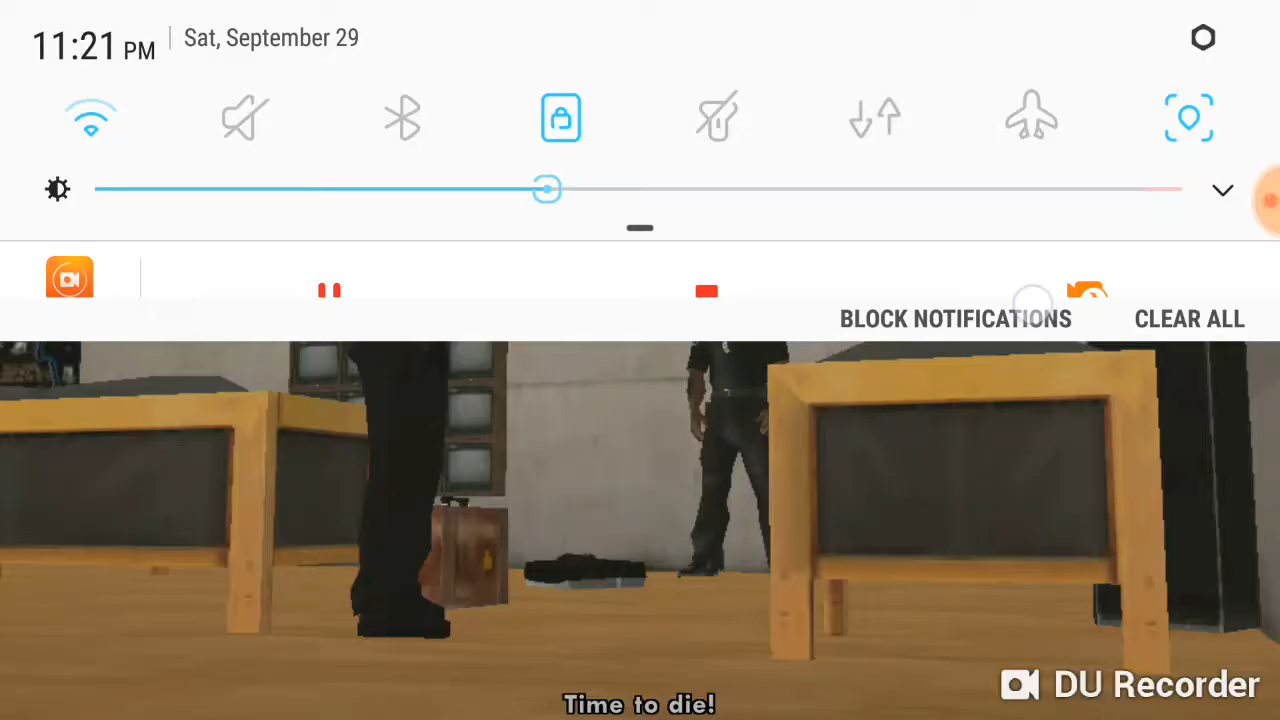 11:21 PM
Sat, September 29
BLOCK NOTIFICATIONS
CLEAR ALL
Time to die!
DU Recorder